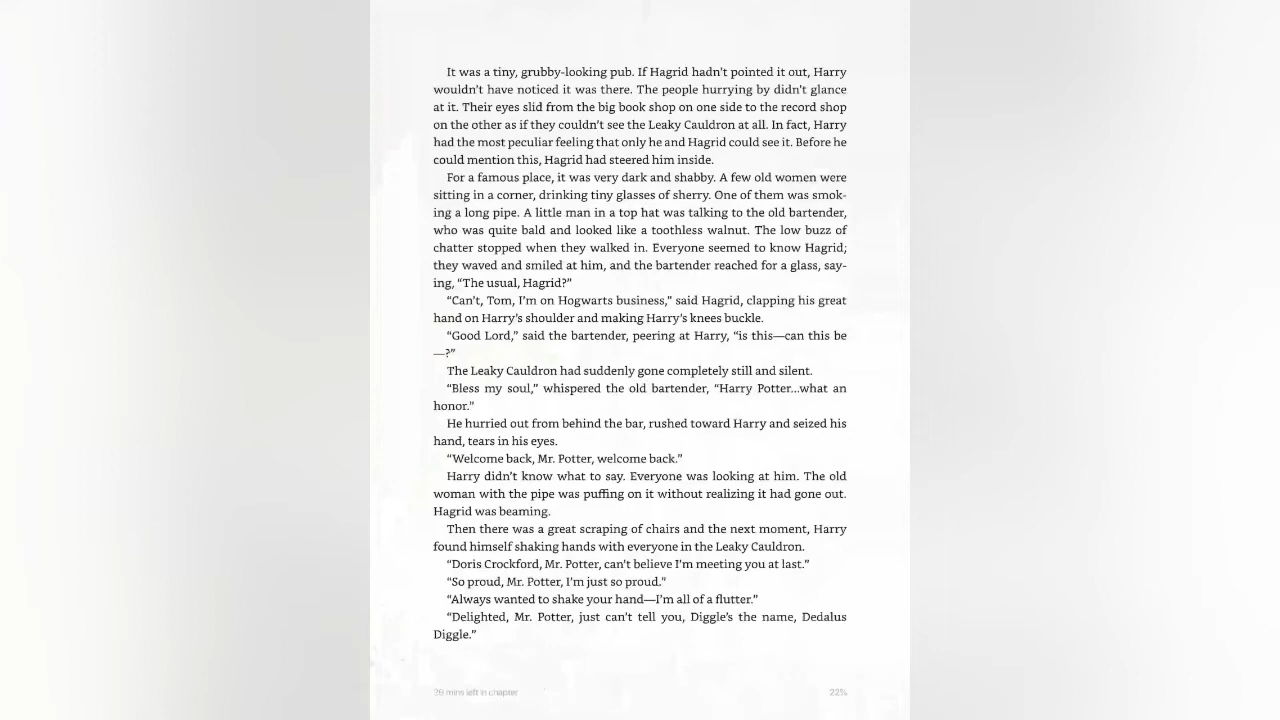 It was a tiny, grubby-looking pub. If Hagrid hadn't pointed it out, Harry
wouldn't have noticed it was there. The people hurrying by didn't glance
at it. Their eyes slid from the big book shop on one side to the record shop
on the other as if they couldn't see the Leaky Cauldron at all. In fact, Harry
had the most peculiar feeling that only he and Hagrid could see it. Before he
could mention this, Hagrid had steered him inside.
For a famous place, it was very dark and shabby. A few old women were
sitting in a corner, drinking tiny glasses of sherry. One of them was smok-
ing a long pipe. A little man in a top hat was talking to the old bartender,
who was quite bald and looked like a toothless walnut. The low buzz of
chatter stopped when they walked in. Everyone seemed to know Hagrid;
they waved and smiled at him, and the bartender reached for a glass, say-
ing, “The usual, Hagrid?”
“Can't, Tom, I'm on Hogwarts business,” said Hagrid, clapping his great
hand on Harry's shoulder and making Harry's knees buckle.
“Good Lord,” said the bartender, peering at Harry, “is this—can this be
—?”
The Leaky Cauldron had suddenly gone completely still and silent.
“Bless my soul,” whispered the old bartender, “Harry Potter...what an
honor.”
He hurried out from behind the bar, rushed toward Harry and seized his
hand, tears in his eyes.
“Welcome back, Mr. Potter, welcome back.”
Harry didn't know what to say. Everyone was looking at him. The old
woman with the pipe was puffing on it without realizing it had gone out.
Hagrid was beaming.
Then there was a great scraping of chairs and the next moment, Harry
found himself shaking hands with everyone in the Leaky Cauldron.
“Doris Crockford, Mr. Potter, can't believe I'm meeting you at last.”
“So proud, Mr. Potter, I'm just so proud."
“Always wanted to shake your hand—I'm all of a flutter.”
“Delighted, Mr. Potter, just can't tell you, Diggle's the name, Dedalus
Diggle.”
mins left in chapter
22%